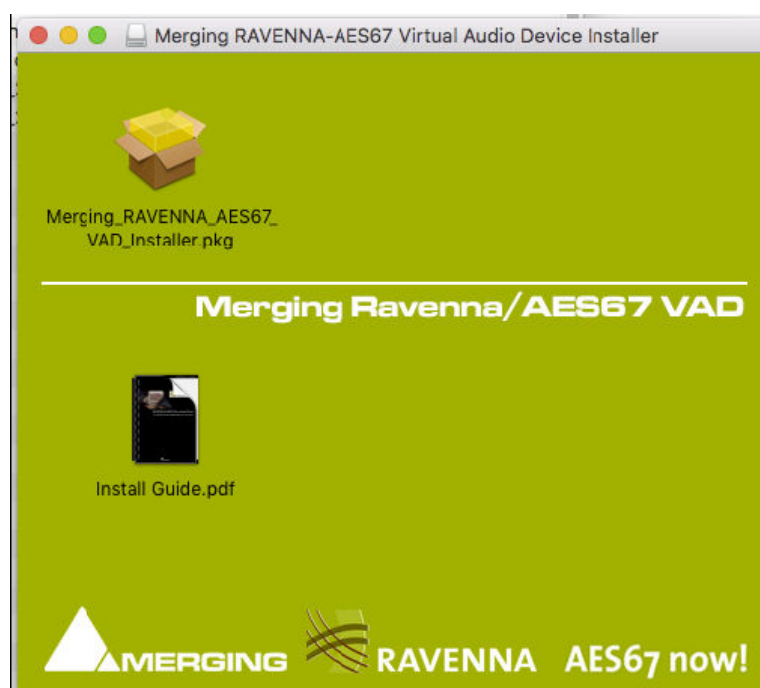 Merging RAVENNA-AES67 Virtual Audio Device Installer
Merging_RAVENNA_AES67_
VAD_Installer.pkg
Merging Ravenna/AES67 VAD
Install Guide.pdf
MERGING RAVENNA AES67 now!